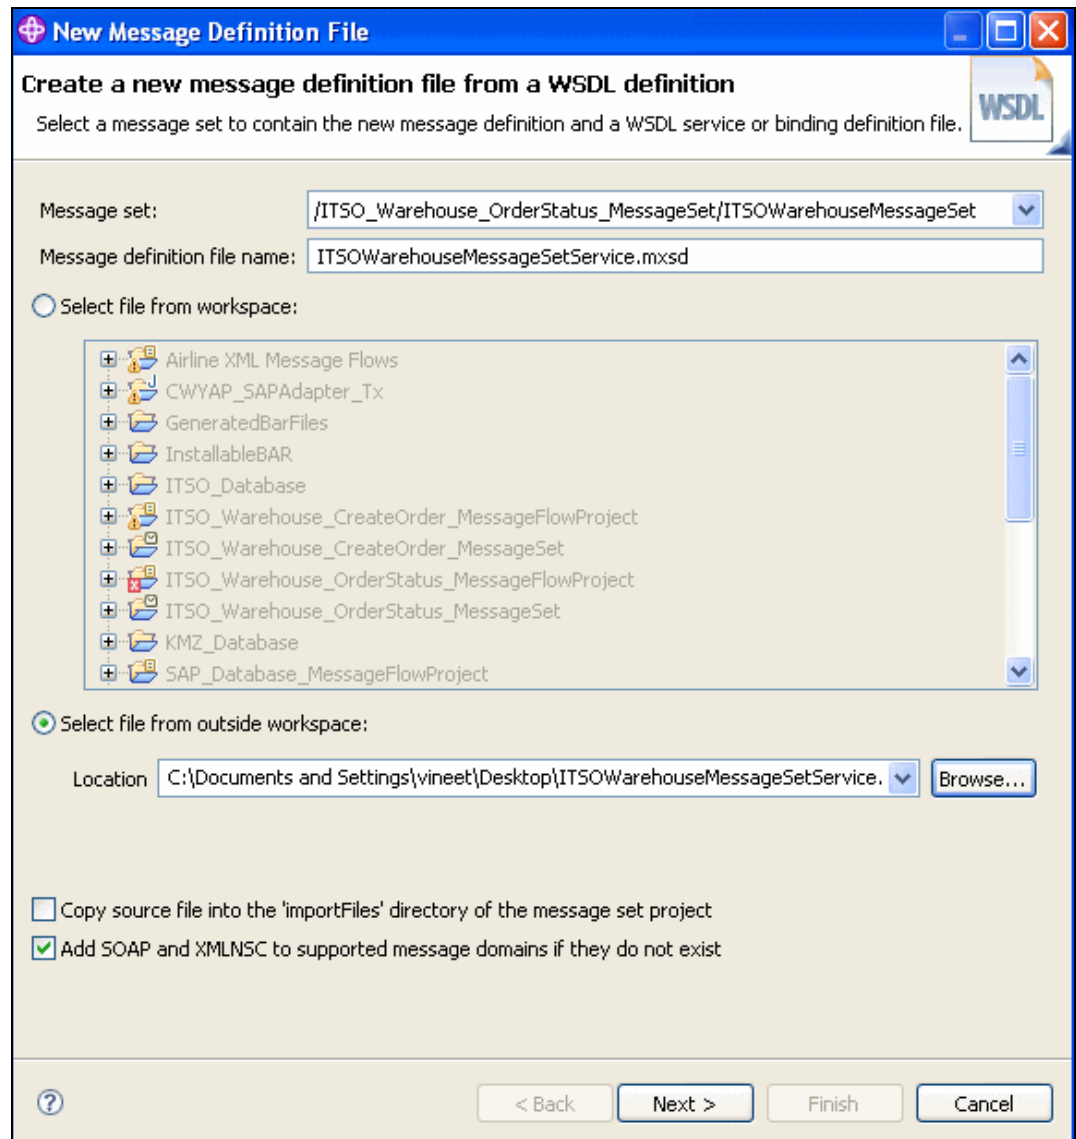 New Message Definition File
Create a new message definition file from a WSDL definition
Select a message set to contain the new message definition and a WSDL service or binding definition file.
WSDL
Message set: /ITSO_Warehouse_OrderStatus_MessageSet/ITSOWarehouseMessageSet
Message definition file name: ITSOWarehouseMessageSetService.mxsd
Select file from workspace:
Airline XML Message Flows
CWYAP_SAPAdapter_Tx
GeneratedBarFiles
InstallableBAR
ITSO_Database
ITSO_Warehouse_CreateOrder_MessageFlowProject
ITSO_Warehouse_CreateOrder_MessageSet
ITSO_Warehouse_OrderStatus_MessageFlowProject
ITSO_Warehouse_OrderStatus_MessageSet
KMZ_Database
SAP_Database_MessageFlowProject
Select file from outside workspace:
Location C:\Documents and Settings\vineet\Desktop\ITSOWarehouseMessageSetService. Browse...
Copy source file into the 'importFiles' directory of the message set project
Add SOAP and XMLNSC to supported message domains if they do not exist
? < Back Next > Finish Cancel